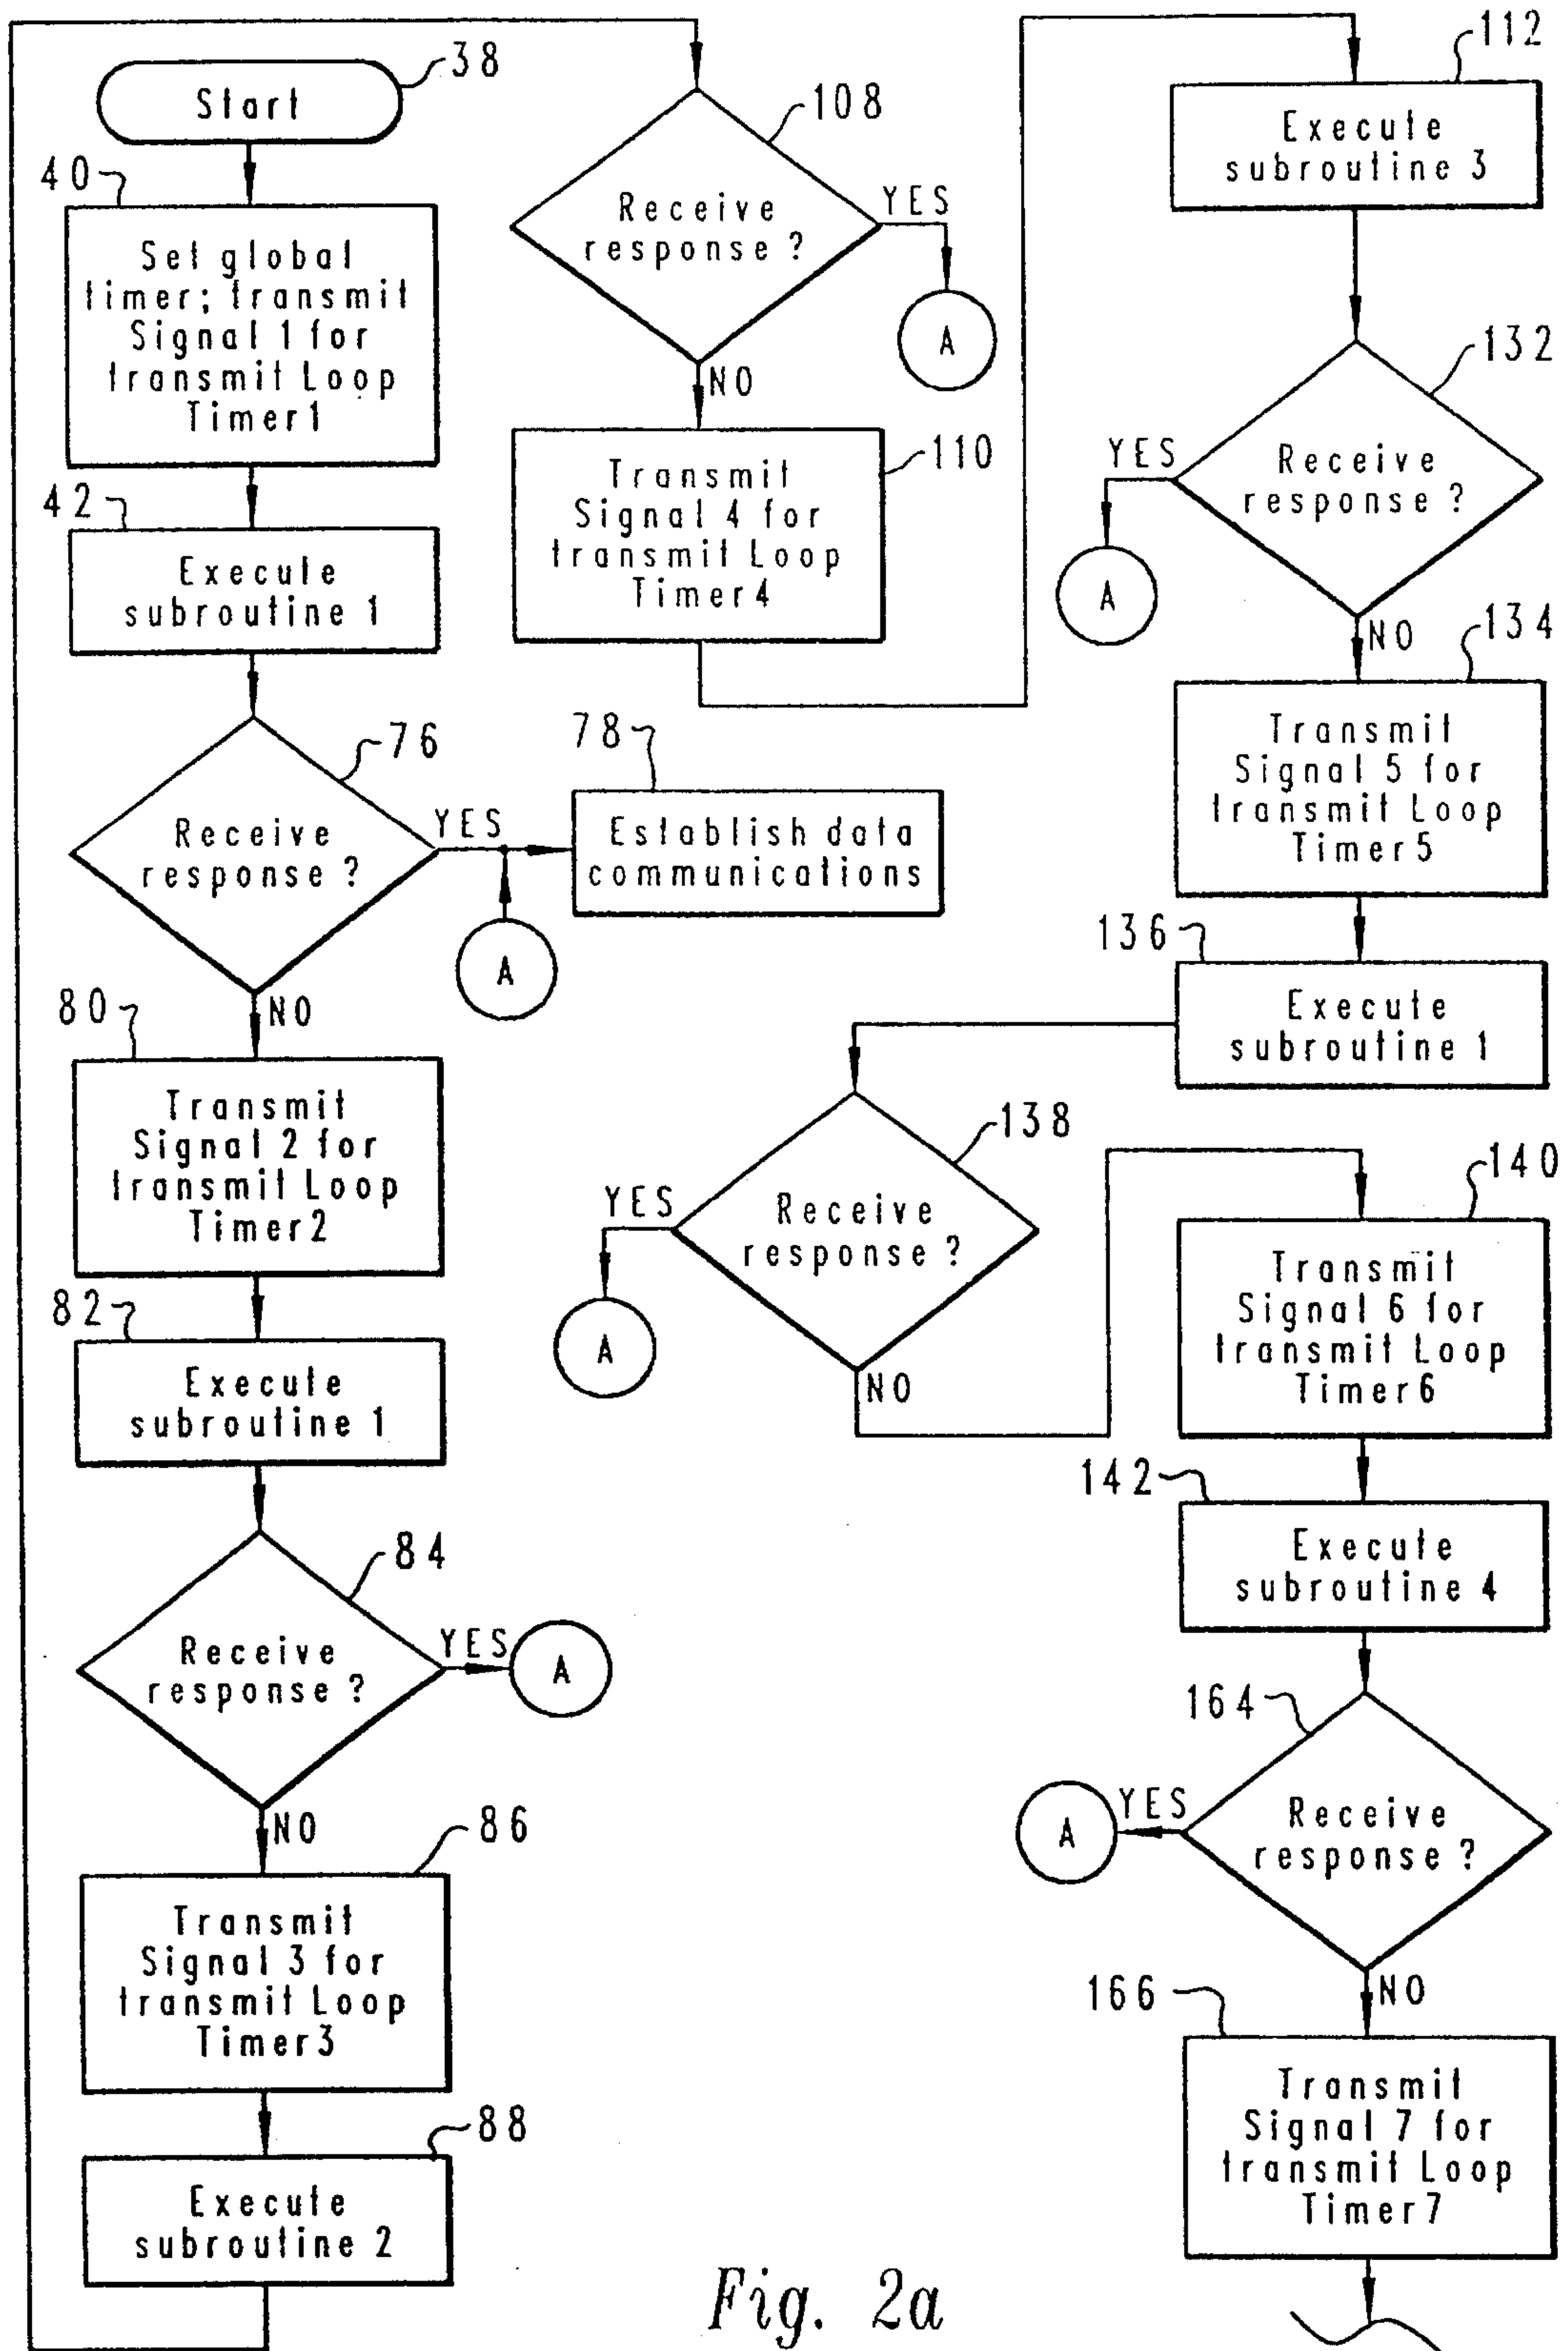 38
Start
40
Set global
timer; transmit
Signal 1 for
transmit Loop
Timer1
42
Execute
subroutine 1
76
Receive
response ?
YES
78
Establish data
communications
A
NO
80
Transmit
Signal 2 for
transmit Loop
Timer2
82
Execute
subroutine 1
84
Receive
response ?
YES
A
NO
86
Transmit
Signal 3 for
transmit Loop
Timer3
88
Execute
subroutine 2
108
Receive
response ?
YES
A
NO
110
Transmit
Signal 4 for
transmit Loop
Timer4
112
Execute
subroutine 3
132
Receive
response ?
YES
A
NO
134
Transmit
Signal 5 for
transmit Loop
Timer5
136
Execute
subroutine 1
138
Receive
response ?
YES
A
NO
140
Transmit
Signal 6 for
transmit Loop
Timer6
142
Execute
subroutine 4
164
Receive
response ?
YES
A
NO
166
Transmit
Signal 7 for
transmit Loop
Timer7
Fig. 2a